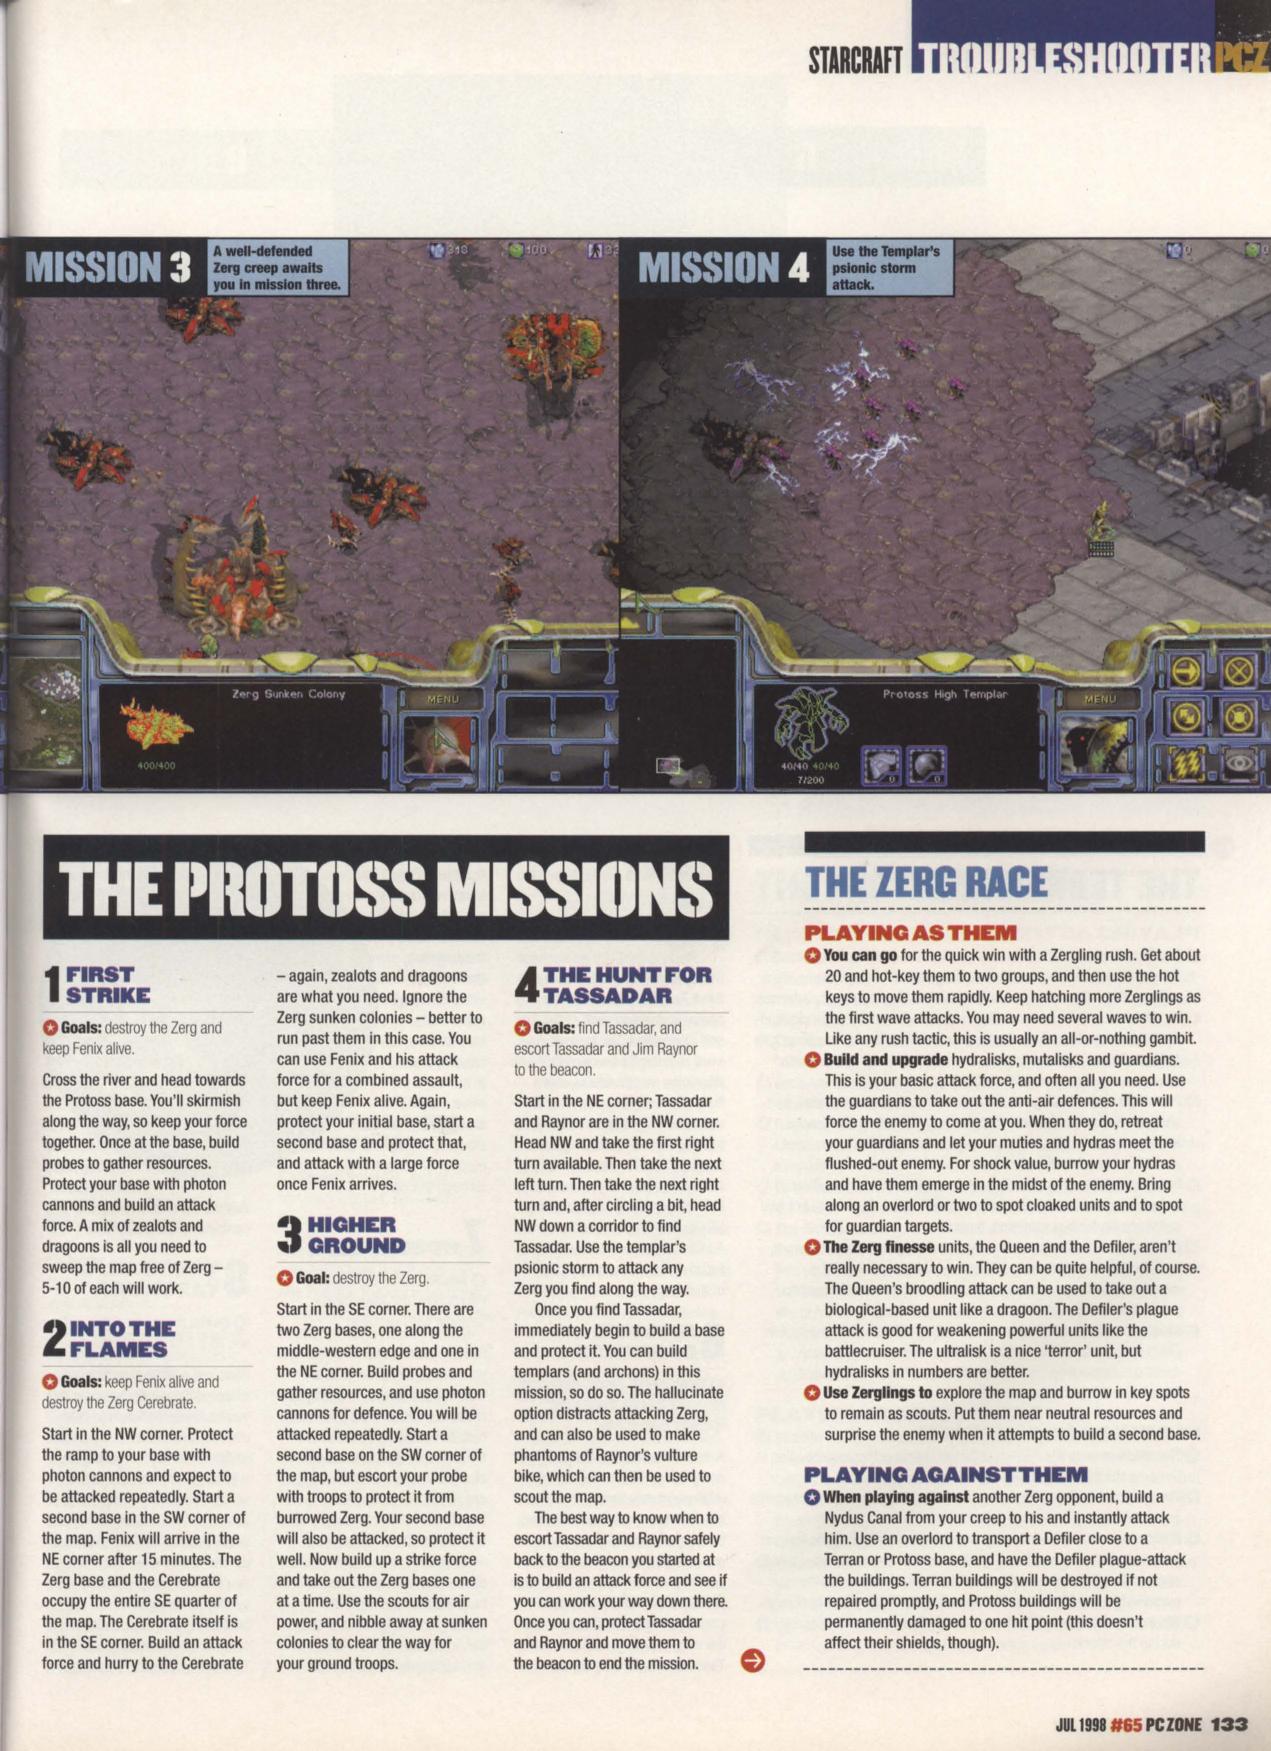 STARCRAFT TROUBLESHOOTER PCZ
MISSION 3
A well-defended
Zerg creep awaits
you in mission three.
318
100
MISSION 4
Use the Templar's
psionic storm
attack.
0
Zerg Sunken Colony
MENU
400/400
Protoss High Templar
MENU
40/40 40/40
7/200
0
0
THE PROTOSS MISSIONS
1 FIRST
STRIKE
Goals: destroy the Zerg and
keep Fenix alive.
Cross the river and head towards
the Protoss base. You'll skirmish
along the way, so keep your force
together. Once at the base, build
probes to gather resources.
Protect your base with photon
cannons and build an attack
force. A mix of zealots and
dragoons is all you need to
sweep the map free of Zerg –
5-10 of each will work.
2 INTO THE
FLAMES
Goals: keep Fenix alive and
destroy the Zerg Cerebrate.
Start in the NW corner. Protect
the ramp to your base with
photon cannons and expect to
be attacked repeatedly. Start a
second base in the SW corner of
the map. Fenix will arrive in the
NE corner after 15 minutes. The
Zerg base and the Cerebrate
occupy the entire SE quarter of
the map. The Cerebrate itself is
in the SE corner. Build an attack
force and hurry to the Cerebrate
– again, zealots and dragoons
are what you need. Ignore the
Zerg sunken colonies – better to
run past them in this case. You
can use Fenix and his attack
force for a combined assault,
but keep Fenix alive. Again,
protect your initial base, start a
second base and protect that,
and attack with a large force
once Fenix arrives.
3 HIGHER
GROUND
Goal: destroy the Zerg.
Start in the SE corner. There are
two Zerg bases, one along the
middle-western edge and one in
the NE corner. Build probes and
gather resources, and use photon
cannons for defence. You will be
attacked repeatedly. Start a
second base on the SW corner of
the map, but escort your probe
with troops to protect it from
burrowed Zerg. Your second base
will also be attacked, so protect it
well. Now build up a strike force
and take out the Zerg bases one
at a time. Use the scouts for air
power, and nibble away at sunken
colonies to clear the way for
your ground troops.
4 THE HUNT FOR
TASSADAR
Goals: find Tassadar, and
escort Tassadar and Jim Raynor
to the beacon.
Start in the NE corner; Tassadar
and Raynor are in the NW corner.
Head NW and take the first right
turn available. Then take the next
left turn. Then take the next right
turn and, after circling a bit, head
NW down a corridor to find
Tassadar. Use the templar's
psionic storm to attack any
Zerg you find along the way.
Once you find Tassadar,
immediately begin to build a base
and protect it. You can build
templars (and archons) in this
mission, so do so. The hallucinate
option distracts attacking Zerg,
and can also be used to make
phantoms of Raynor's vulture
bike, which can then be used to
scout the map.
The best way to know when to
escort Tassadar and Raynor safely
back to the beacon you started at
is to build an attack force and see if
you can work your way down there.
Once you can, protect Tassadar
and Raynor and move them to
the beacon to end the mission.
THE ZERG RACE
PLAYING AS THEM
You can go for the quick win with a Zergling rush. Get about
20 and hot-key them to two groups, and then use the hot
keys to move them rapidly. Keep hatching more Zerglings as
the first wave attacks. You may need several waves to win.
Like any rush tactic, this is usually an all-or-nothing gambit.
Build and upgrade hydralisks, mutalisks and guardians.
This is your basic attack force, and often all you need. Use
the guardians to take out the anti-air defences. This will
force the enemy to come at you. When they do, retreat
your guardians and let your muties and hydras meet the
flushed-out enemy. For shock value, burrow your hydras
and have them emerge in the midst of the enemy. Bring
along an overlord or two to spot cloaked units and to spot
for guardian targets.
The Zerg finesse units, the Queen and the Defiler, aren't
really necessary to win. They can be quite helpful, of course.
The Queen's broodling attack can be used to take out a
biological-based unit like a dragoon. The Defiler's plague
attack is good for weakening powerful units like the
battlecruiser. The ultralisk is a nice 'terror' unit, but
hydralisks in numbers are better.
Use Zerglings to explore the map and burrow in key spots
to remain as scouts. Put them near neutral resources and
surprise the enemy when it attempts to build a second base.
PLAYING AGAINST THEM
When playing against another Zerg opponent, build a
Nydus Canal from your creep to his and instantly attack
him. Use an overlord to transport a Defiler close to a
Terran or Protoss base, and have the Defiler plague-attack
the buildings. Terran buildings will be destroyed if not
repaired promptly, and Protoss buildings will be
permanently damaged to one hit point (this doesn't
affect their shields, though).
JUL 1998 #65 PC ZONE 133